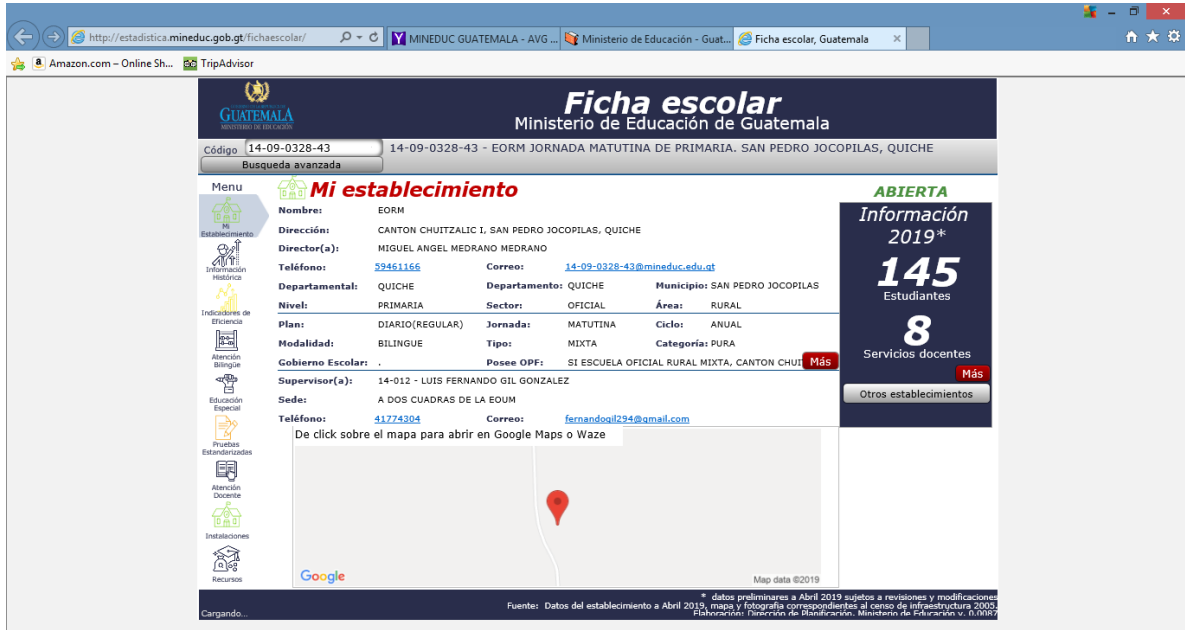 http://estadistica.mineduc.gob.gt/fichaescolar/
MINEDUC GUATEMALA - AVG ...
Ministerio de Educación - Guat...
Ficha escolar, Guatemala
Amazon.com – Online Sh...
TripAdvisor
GUATEMALA
MINISTERIO DE EDUCACIÓN
Ficha escolar
Ministerio de Educación de Guatemala
Código 14-09-0328-43 14-09-0328-43 - EORM JORNADA MATUTINA DE PRIMARIA. SAN PEDRO JOCOPILAS, QUICHE
Busqueda avanzada
Menu
Mi Establecimiento
Información Histórica
Indicadores de Eficiencia
Atención Bilingüe
Educación Especial
Pruebas Estandarizadas
Atención Docente
Instalaciones
Recursos
Mi establecimiento
Nombre: EORM
Dirección: CANTON CHUITZALIC I, SAN PEDRO JOCOPILAS, QUICHE
Director(a): MIGUEL ANGEL MEDRANO MEDRANO
Teléfono: 59461166 Correo: 14-09-0328-43@mineduc.edu.gt
Departamental: QUICHE Departamento: QUICHE Municipio: SAN PEDRO JOCOPILAS
Nivel: PRIMARIA Sector: OFICIAL Área: RURAL
Plan: DIARIO(REGULAR) Jornada: MATUTINA Ciclo: ANUAL
Modalidad: BILINGUE Tipo: MIXTA Categoría: PURA
Gobierno Escolar: . Posee OPF: SI ESCUELA OFICIAL RURAL MIXTA, CANTON CHUI Más
Supervisor(a): 14-012 - LUIS FERNANDO GIL GONZALEZ
Sede: A DOS CUADRAS DE LA EOUM
Teléfono: 41774304 Correo: fernandogil294@gmail.com
De click sobre el mapa para abrir en Google Maps o Waze
Google
Map data ©2019
ABIERTA
Información
2019*
145
Estudiantes
8
Servicios docentes
Más
Otros establecimientos
Cargando...
* datos preliminares a Abril 2019 sujetos a revisiones y modificaciones
Fuente: Datos del establecimiento a Abril 2019, mapa y fotografia correspondientes al censo de infraestructura 2005.
Elaboración: Dirección de Planificación, Ministerio de Educación v. 0.0087